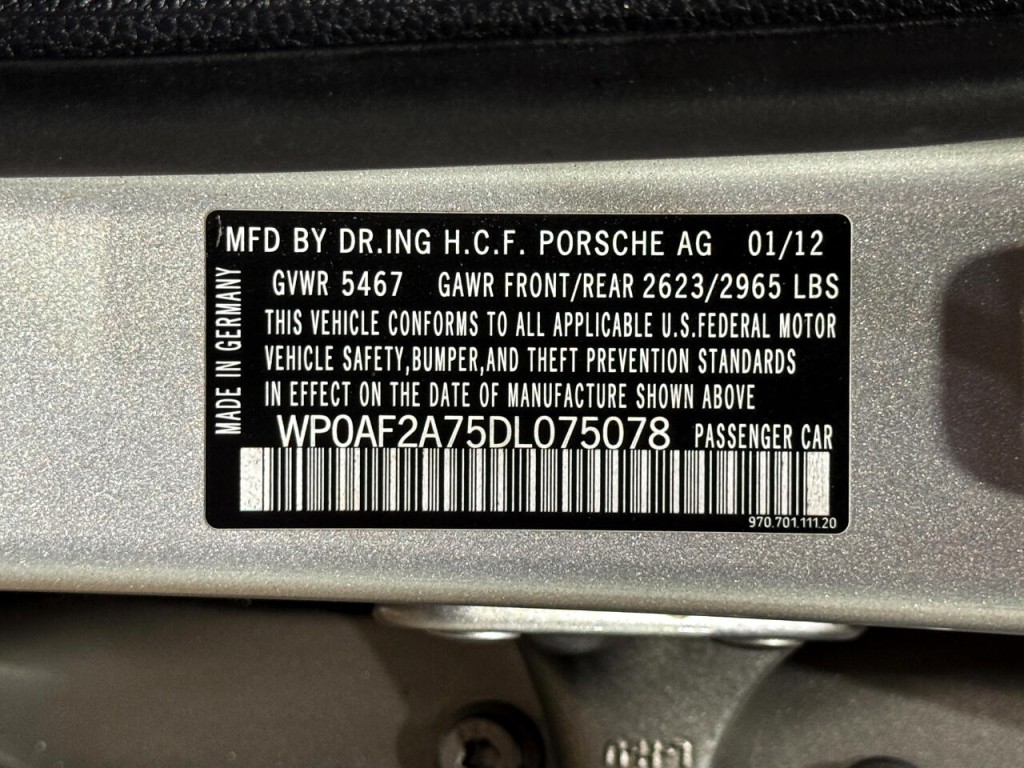 MFD BY DR.ING H.C.F. PORSCHE AG 01/12
GVWR 5467 GAWR FRONT/REAR 2623/2965 LBS
THIS VEHICLE CONFORMS TO ALL APPLICABLE U.S.FEDERAL MOTOR
VEHICLE SAFETY,BUMPER,AND THEFT PREVENTION STANDARDS
IN EFFECT ON THE DATE OF MANUFACTURE SHOWN ABOVE
MADE IN GERMANY
WP0AF2A75DL075078 PASSENGER CAR
970.701.111.20